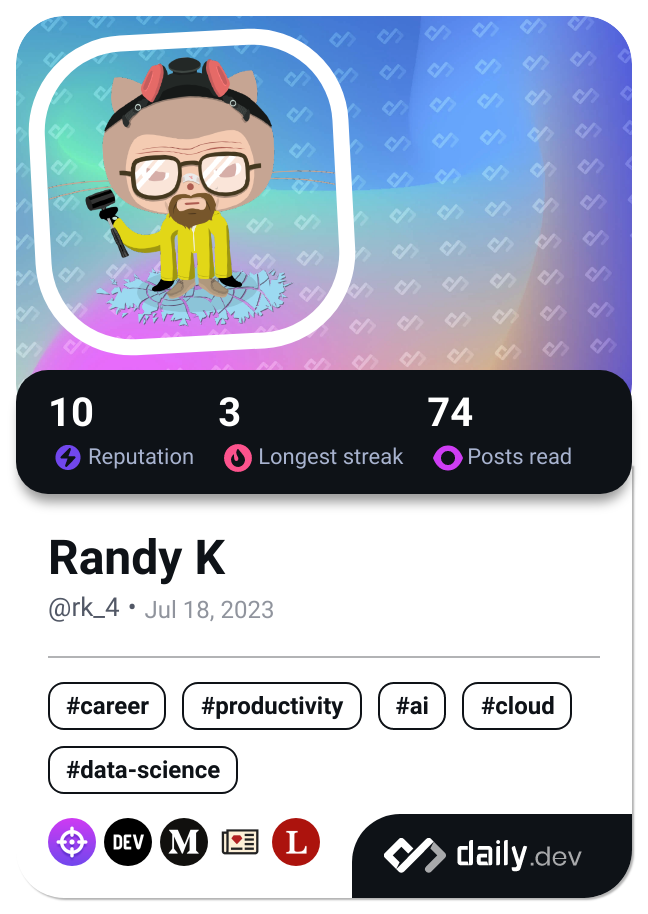 10 3 74
Reputation Longest streak Posts read
Randy K
@rk_4 • Jul 18, 2023
#career #productivity #ai #cloud
#data-science
DEV M L
daily.dev